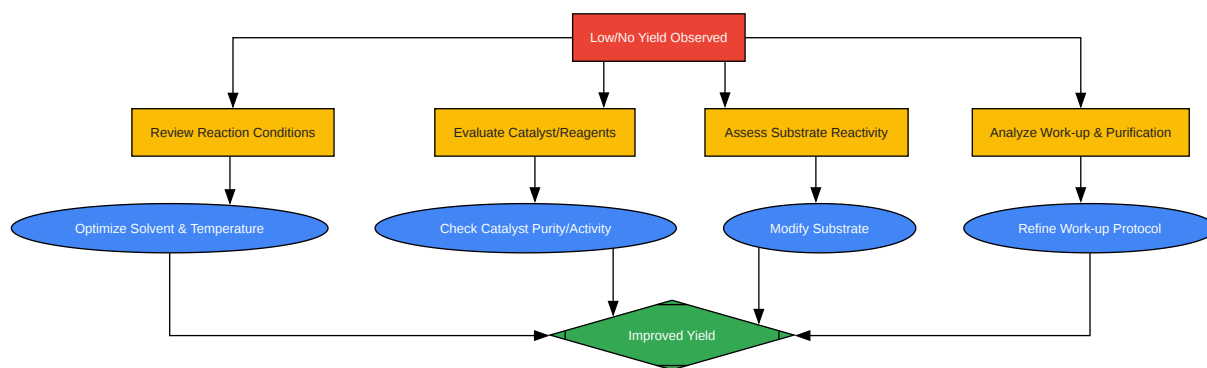 Low/No Yield Observed
Review Reaction Conditions
Evaluate Catalyst/Reagents
Assess Substrate Reactivity
Analyze Work-up & Purification
Optimize Solvent & Temperature
Check Catalyst Purity/Activity
Modify Substrate
Refine Work-up Protocol
Improved Yield